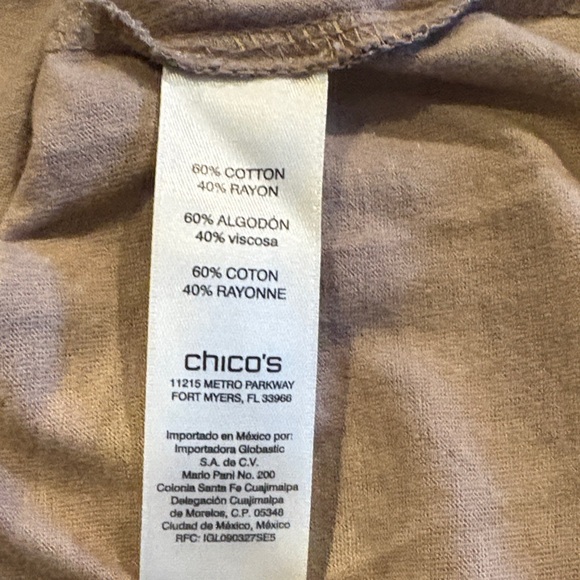 60% COTTON
40% RAYON
60% ALGODÓN
40% viscosa
60% COTON
40% RAYONNE
chico's
11215 METRO PARKWAY
FORT MYERS, FL 33966
Importado en México por:
Importadora Globastic
S.A. de C.V.
Mario Pani No. 200
Colonia Santa Fe Cuajimalpa
Delegación Cuajimalpa
de Morelos, C.P. 05348
Ciudad de México, México
RFC: IGL090327SE5